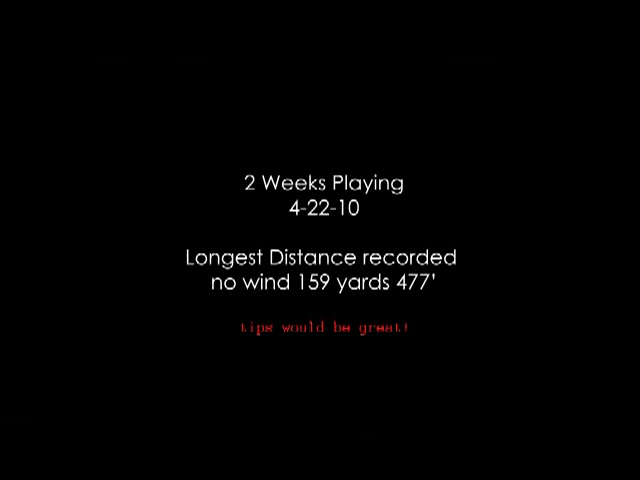 2 Weeks Playing
4-22-10
Longest Distance recorded
no wind 159 yards 477'
tips would be great!